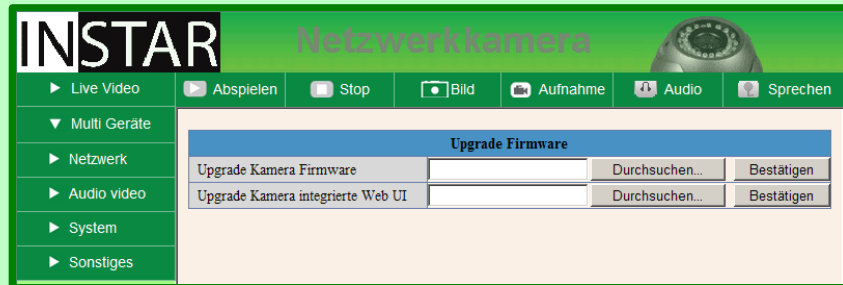 INSTAR
Netzwerkkamera
Live Video
Abspielen Stop Bild Aufnahme Audio Sprechen
Multi Geräte
Netzwerk
Audio video
System
Sonstiges
Upgrade Firmware
Upgrade Kamera Firmware Durchsuchen... Bestätigen
Upgrade Kamera integrierte Web UI Durchsuchen... Bestätigen